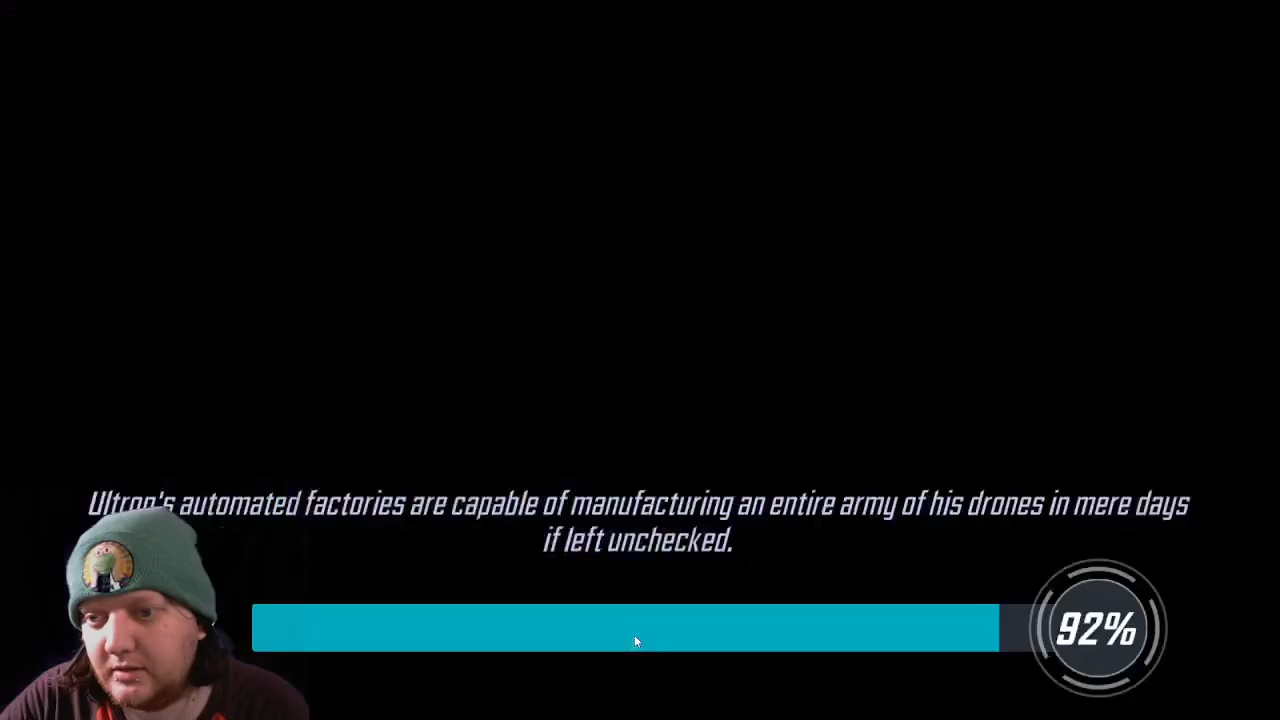 Ultron's automated factories are capable of manufacturing an entire army of his drones in mere days
if left unchecked.
92%